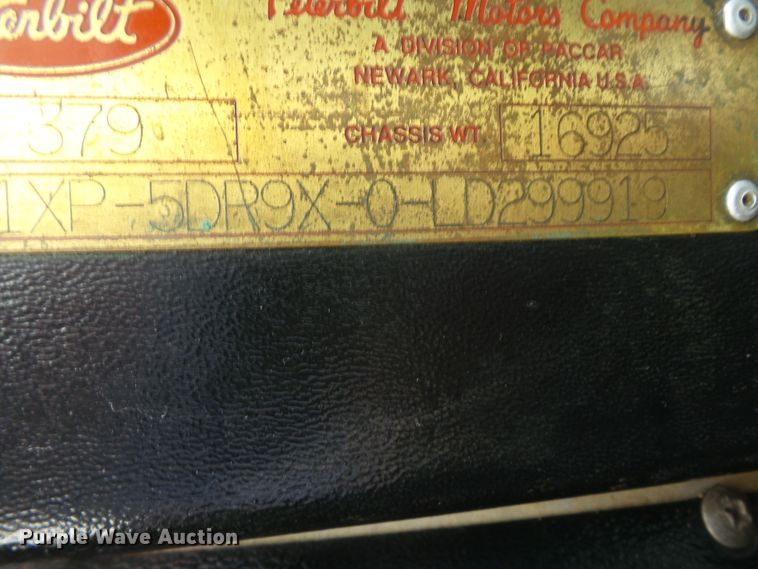 erbilt
Peterbilt Motors Company
A DIVISION OF PACCAR
NEWARK, CALIFORNIA U.S.A.
379 CHASSIS WT. 16925
1XP-5DR9X-0-LD299919
Purple Wave Auction